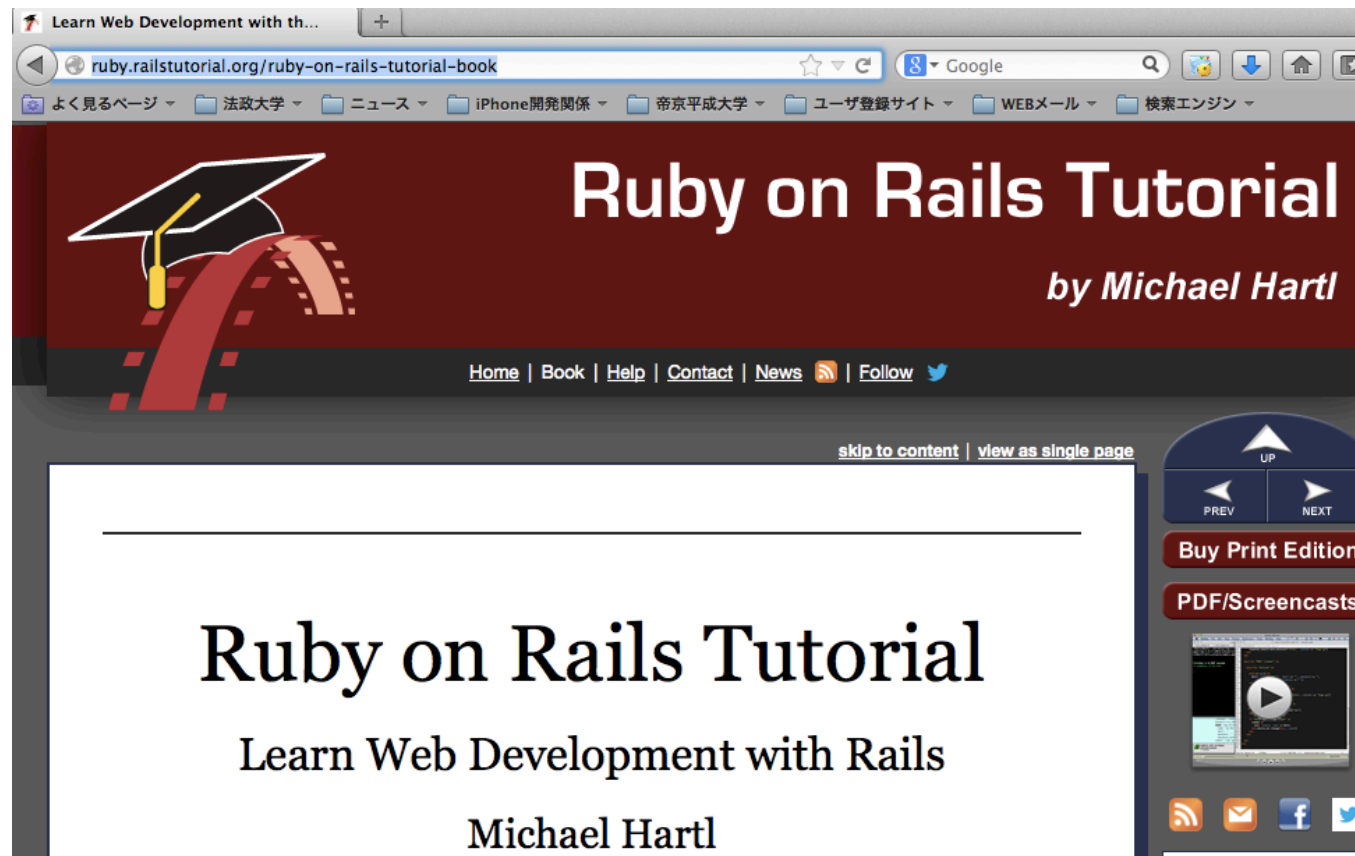 Learn Web Development with th...
ruby.railstutorial.org/ruby-on-rails-tutorial-book
Google
よく見るページ 法政大学 ニュース iPhone開発関係 帝京平成大学 ユーザ登録サイト WEBメール 検索エンジン
Ruby on Rails Tutorial
by Michael Hartl
Home | Book | Help | Contact | News | Follow
skip to content | view as single page
UP
PREV NEXT
Buy Print Edition
PDF/Screencasts
Ruby on Rails Tutorial
Learn Web Development with Rails
Michael Hartl